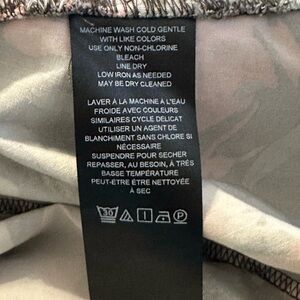 MACHINE WASH COLD GENTLE
WITH LIKE COLORS
USE ONLY NON-CHLORINE
BLEACH
LINE DRY
LOW IRON AS NEEDED
MAY BE DRY CLEANED
LAVER À LA MACHINE À L'EAU
FROIDE AVEC COULEURS
SIMILAIRES CYCLE DÉLICAT
UTILISER UN AGENT DE
BLANCHIMENT SANS CHLORE SI
NÉCESSAIRE
SUSPENDRE POUR SÉCHER
REPASSER, AU BESOIN, À TRÈS
BASSE TEMPÉRATURE
PEUT-ÊTRE ÊTRE NETTOYÉE
À SEC
30 P